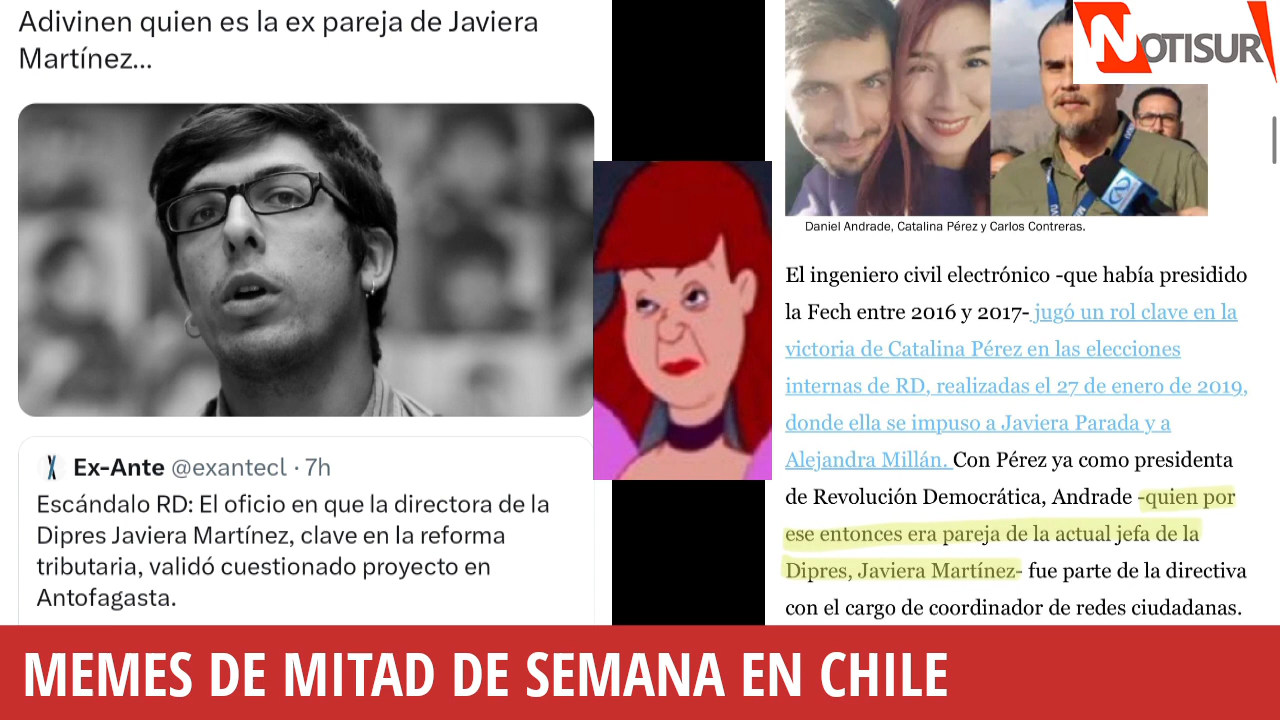 Adivinen quien es la ex pareja de Javiera
Martínez...
Ex-Ante @exantecl · 7h
Escándalo RD: El oficio en que la directora de la
Dipres Javiera Martínez, clave en la reforma
tributaria, validó cuestionado proyecto en
Antofagasta.
NOTISUR
Daniel Andrade, Catalina Pérez y Carlos Contreras.
El ingeniero civil electrónico -que había presidido
la Fech entre 2016 y 2017- jugó un rol clave en la
victoria de Catalina Pérez en las elecciones
internas de RD, realizadas el 27 de enero de 2019,
donde ella se impuso a Javiera Parada y a
Alejandra Millán. Con Pérez ya como presidenta
de Revolución Democrática, Andrade -quien por
ese entonces era pareja de la actual jefa de la
Dipres, Javiera Martínez- fue parte de la directiva
con el cargo de coordinador de redes ciudadanas.
MEMES DE MITAD DE SEMANA EN CHILE